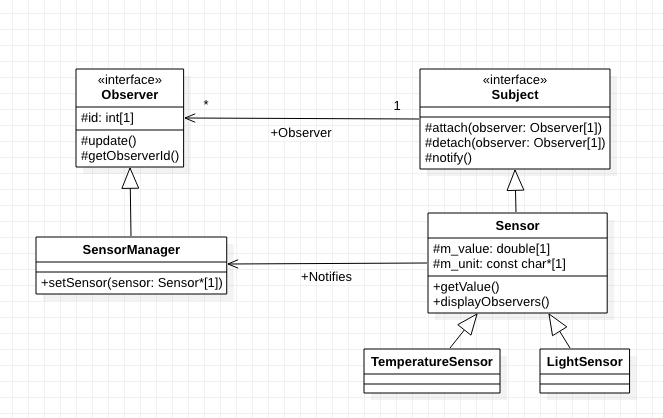 «interface»
Observer
#id: int[1]
#update()
#getObserverId()
*
1
+Observer
«interface»
Subject
#attach(observer: Observer[1])
#detach(observer: Observer[1])
#notify()
SensorManager
+setSensor(sensor: Sensor*[1])
+Notifies
Sensor
#m_value: double[1]
#m_unit: const char*[1]
+getValue()
+displayObservers()
TemperatureSensor
LightSensor